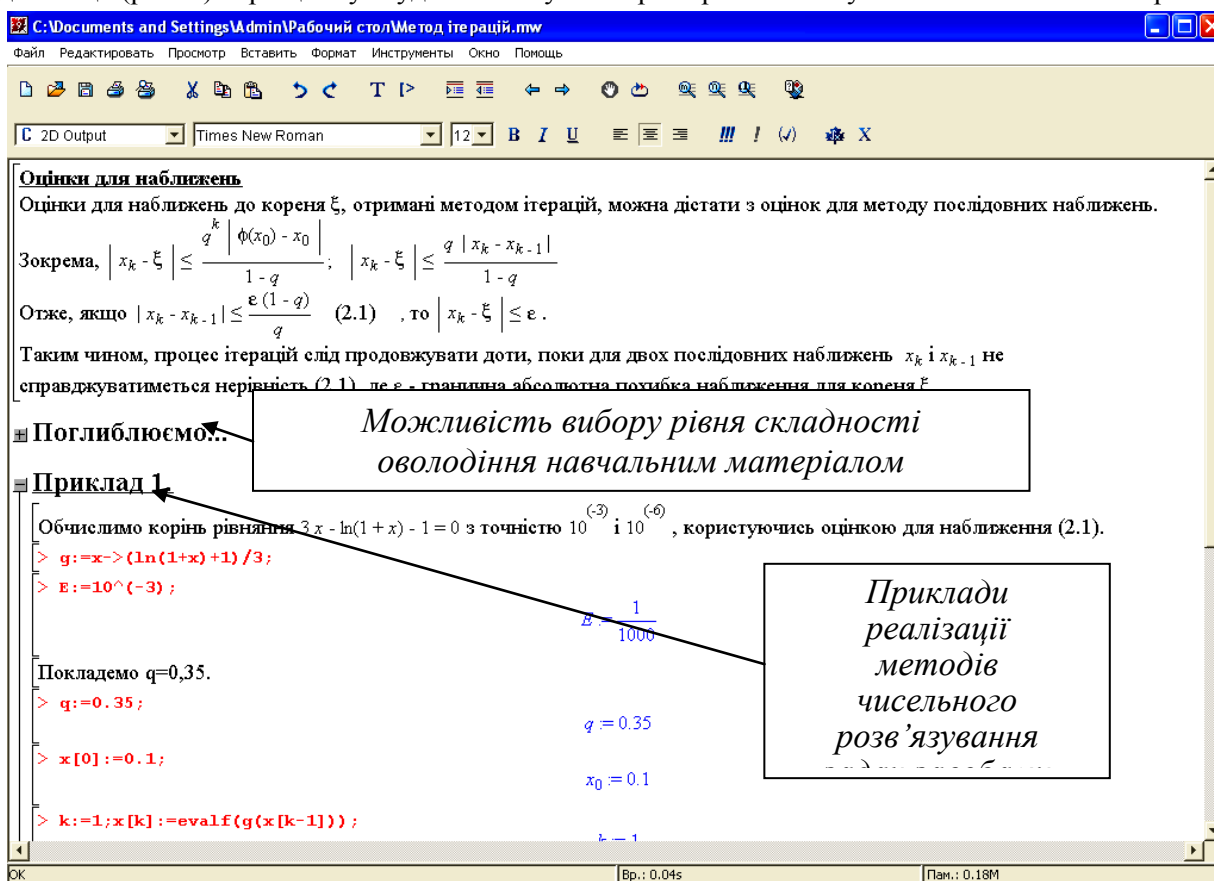 C:\Documents and Settings\Admin\Рабочий стол\Метод ітерацій.mw
Файл Редактировать Просмотр Вставить Формат Инструменты Окно Помощь
C 2D Output Times New Roman 12 B I U !!! ! (√) X
Оцінки для наближень
Оцінки для наближень до кореня ξ, отримані методом ітерацій, можна дістати з оцінок для методу послідовних наближень.
Зокрема, | x_k - ξ | ≤ q^k | ϕ(x_0) - x_0 | / (1 - q); | x_k - ξ | ≤ q | x_k - x_{k-1} | / (1 - q)
Отже, якщо | x_k - x_{k-1} | ≤ ε (1 - q) / q (2.1) , то | x_k - ξ | ≤ ε .
Таким чином, процес ітерацій слід продовжувати доти, поки для двох послідовних наближень x_k і x_{k-1} не
справджуватиметься нерівність (2.1), де ε - гранична абсолютна похибка наближення для кореня ξ
Можливість вибору рівня складності
оволодіння навчальним матеріалом
Поглиблюємо...
Приклад 1.
Обчислимо корінь рівняння 3 x - ln(1 + x) - 1 = 0 з точністю 10^(-3) і 10^(-6) , користуючись оцінкою для наближення (2.1).
> g:=x->(ln(1+x)+1)/3;
> E:=10^(-3);
E := 1/1000
Приклади
реалізації
методів
чисельного
розв’язування
Покладемо q=0,35.
> q:=0.35;
q := 0.35
> x[0]:=0.1;
x_0 := 0.1
> k:=1;x[k]:=evalf(g(x[k-1]));
k := 1
OK Вр.: 0.04s Пам.: 0.18M